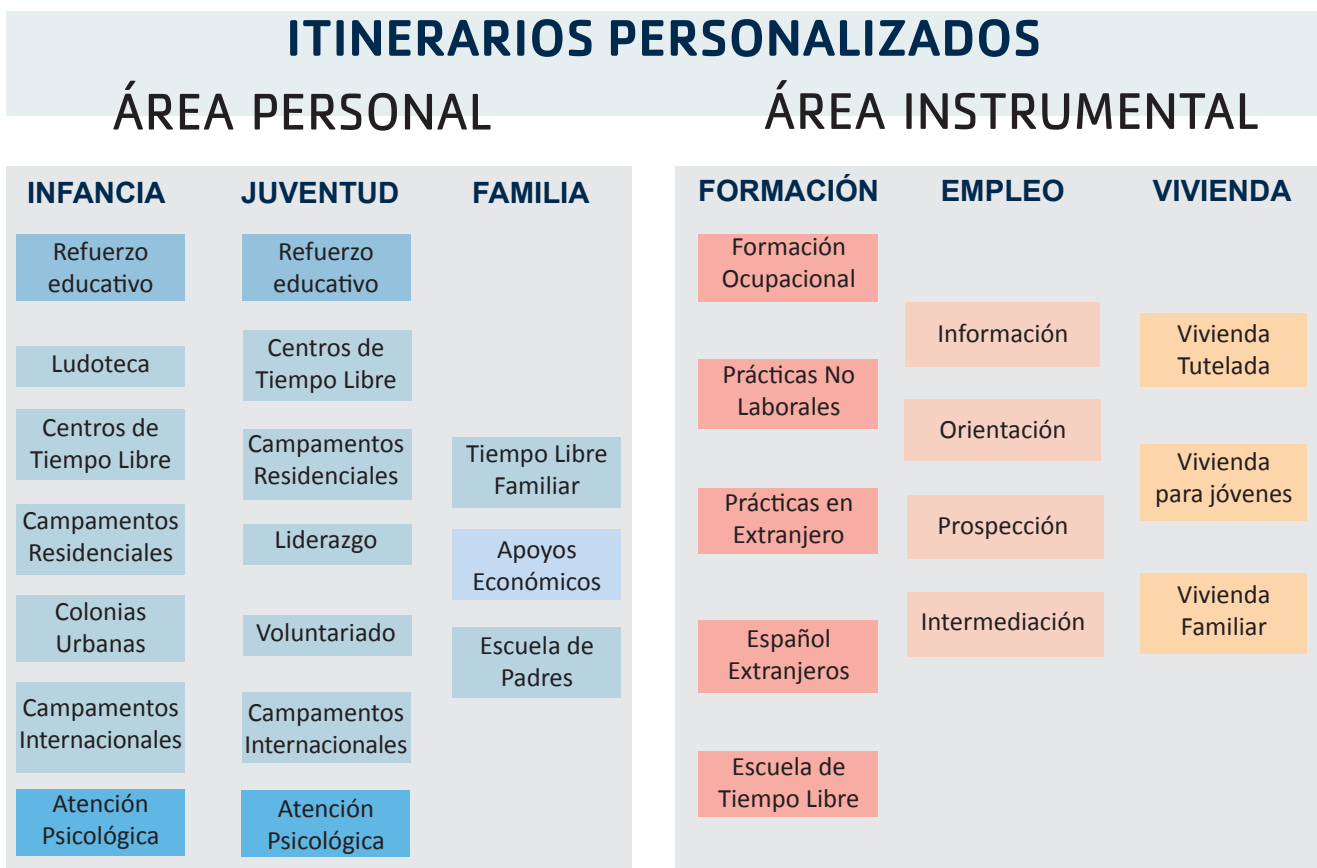 ITINERARIOS PERSONALIZADOS
ÁREA PERSONAL
ÁREA INSTRUMENTAL
INFANCIA
Refuerzo
educativo
Ludoteca
Centros de
Tiempo Libre
Campamentos
Residenciales
Colonias
Urbanas
Campamentos
Internacionales
Atención
Psicológica
JUVENTUD
Refuerzo
educativo
Centros de
Tiempo Libre
Campamentos
Residenciales
Liderazgo
Voluntariado
Campamentos
Internacionales
Atención
Psicológica
FAMILIA
Tiempo Libre
Familiar
Apoyos
Económicos
Escuela de
Padres
FORMACIÓN
Formación
Ocupacional
Prácticas No
Laborales
Prácticas en
Extranjero
Español
Extranjeros
Escuela de
Tiempo Libre
EMPLEO
Información
Orientación
Prospección
Intermediación
VIVIENDA
Vivienda
Tutelada
Vivienda
para jóvenes
Vivienda
Familiar